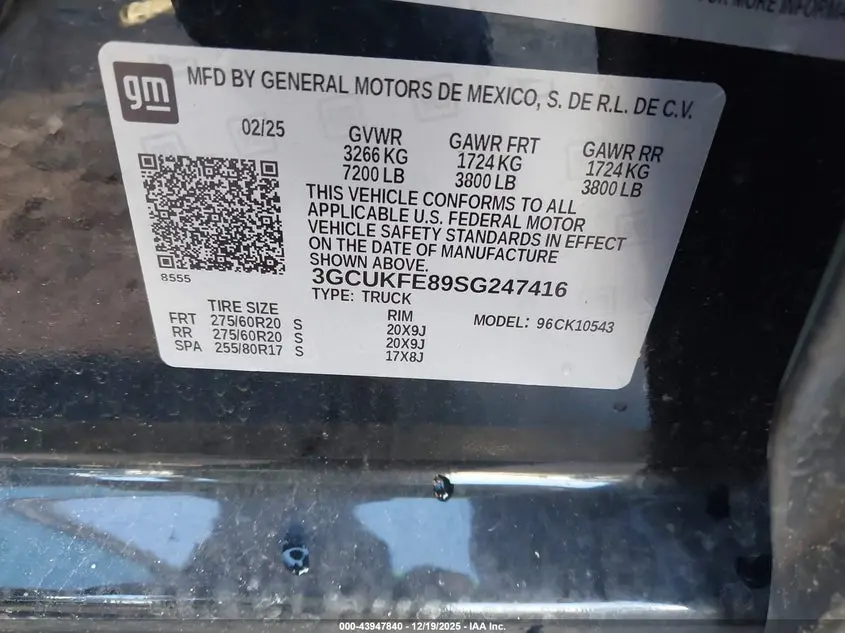 FOR MORE INFORMA
gm
MFD BY GENERAL MOTORS DE MEXICO, S. DE R.L. DE C.V.
02/25
GVWR
3266 KG
7200 LB
GAWR FRT
1724 KG
3800 LB
GAWR RR
1724 KG
3800 LB
THIS VEHICLE CONFORMS TO ALL
APPLICABLE U.S. FEDERAL MOTOR
VEHICLE SAFETY STANDARDS IN EFFECT
ON THE DATE OF MANUFACTURE
SHOWN ABOVE.
8555
3GCUKFE89SG247416
TYPE: TRUCK
TIRE SIZE
RIM
MODEL: 96CK10543
FRT 275/60R20 S 20X9J
RR 275/60R20 S 20X9J
SPA 255/80R17 S 17X8J
000-43947840 - 12/19/2025 - IAA Inc.